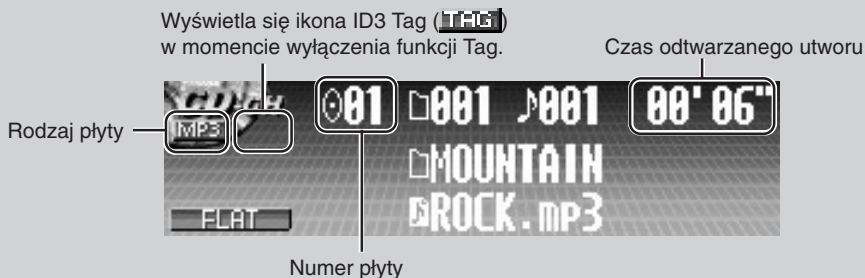 Wyświetla się ikona ID3 Tag (TAG)
w momencie wyłączenia funkcji Tag.
Czas odtwarzanego utworu
01 001 001 00' 06"
Rodzaj płyty
MP3
MOUNTAIN
FLAT
ROCK.mp3
Numer płyty